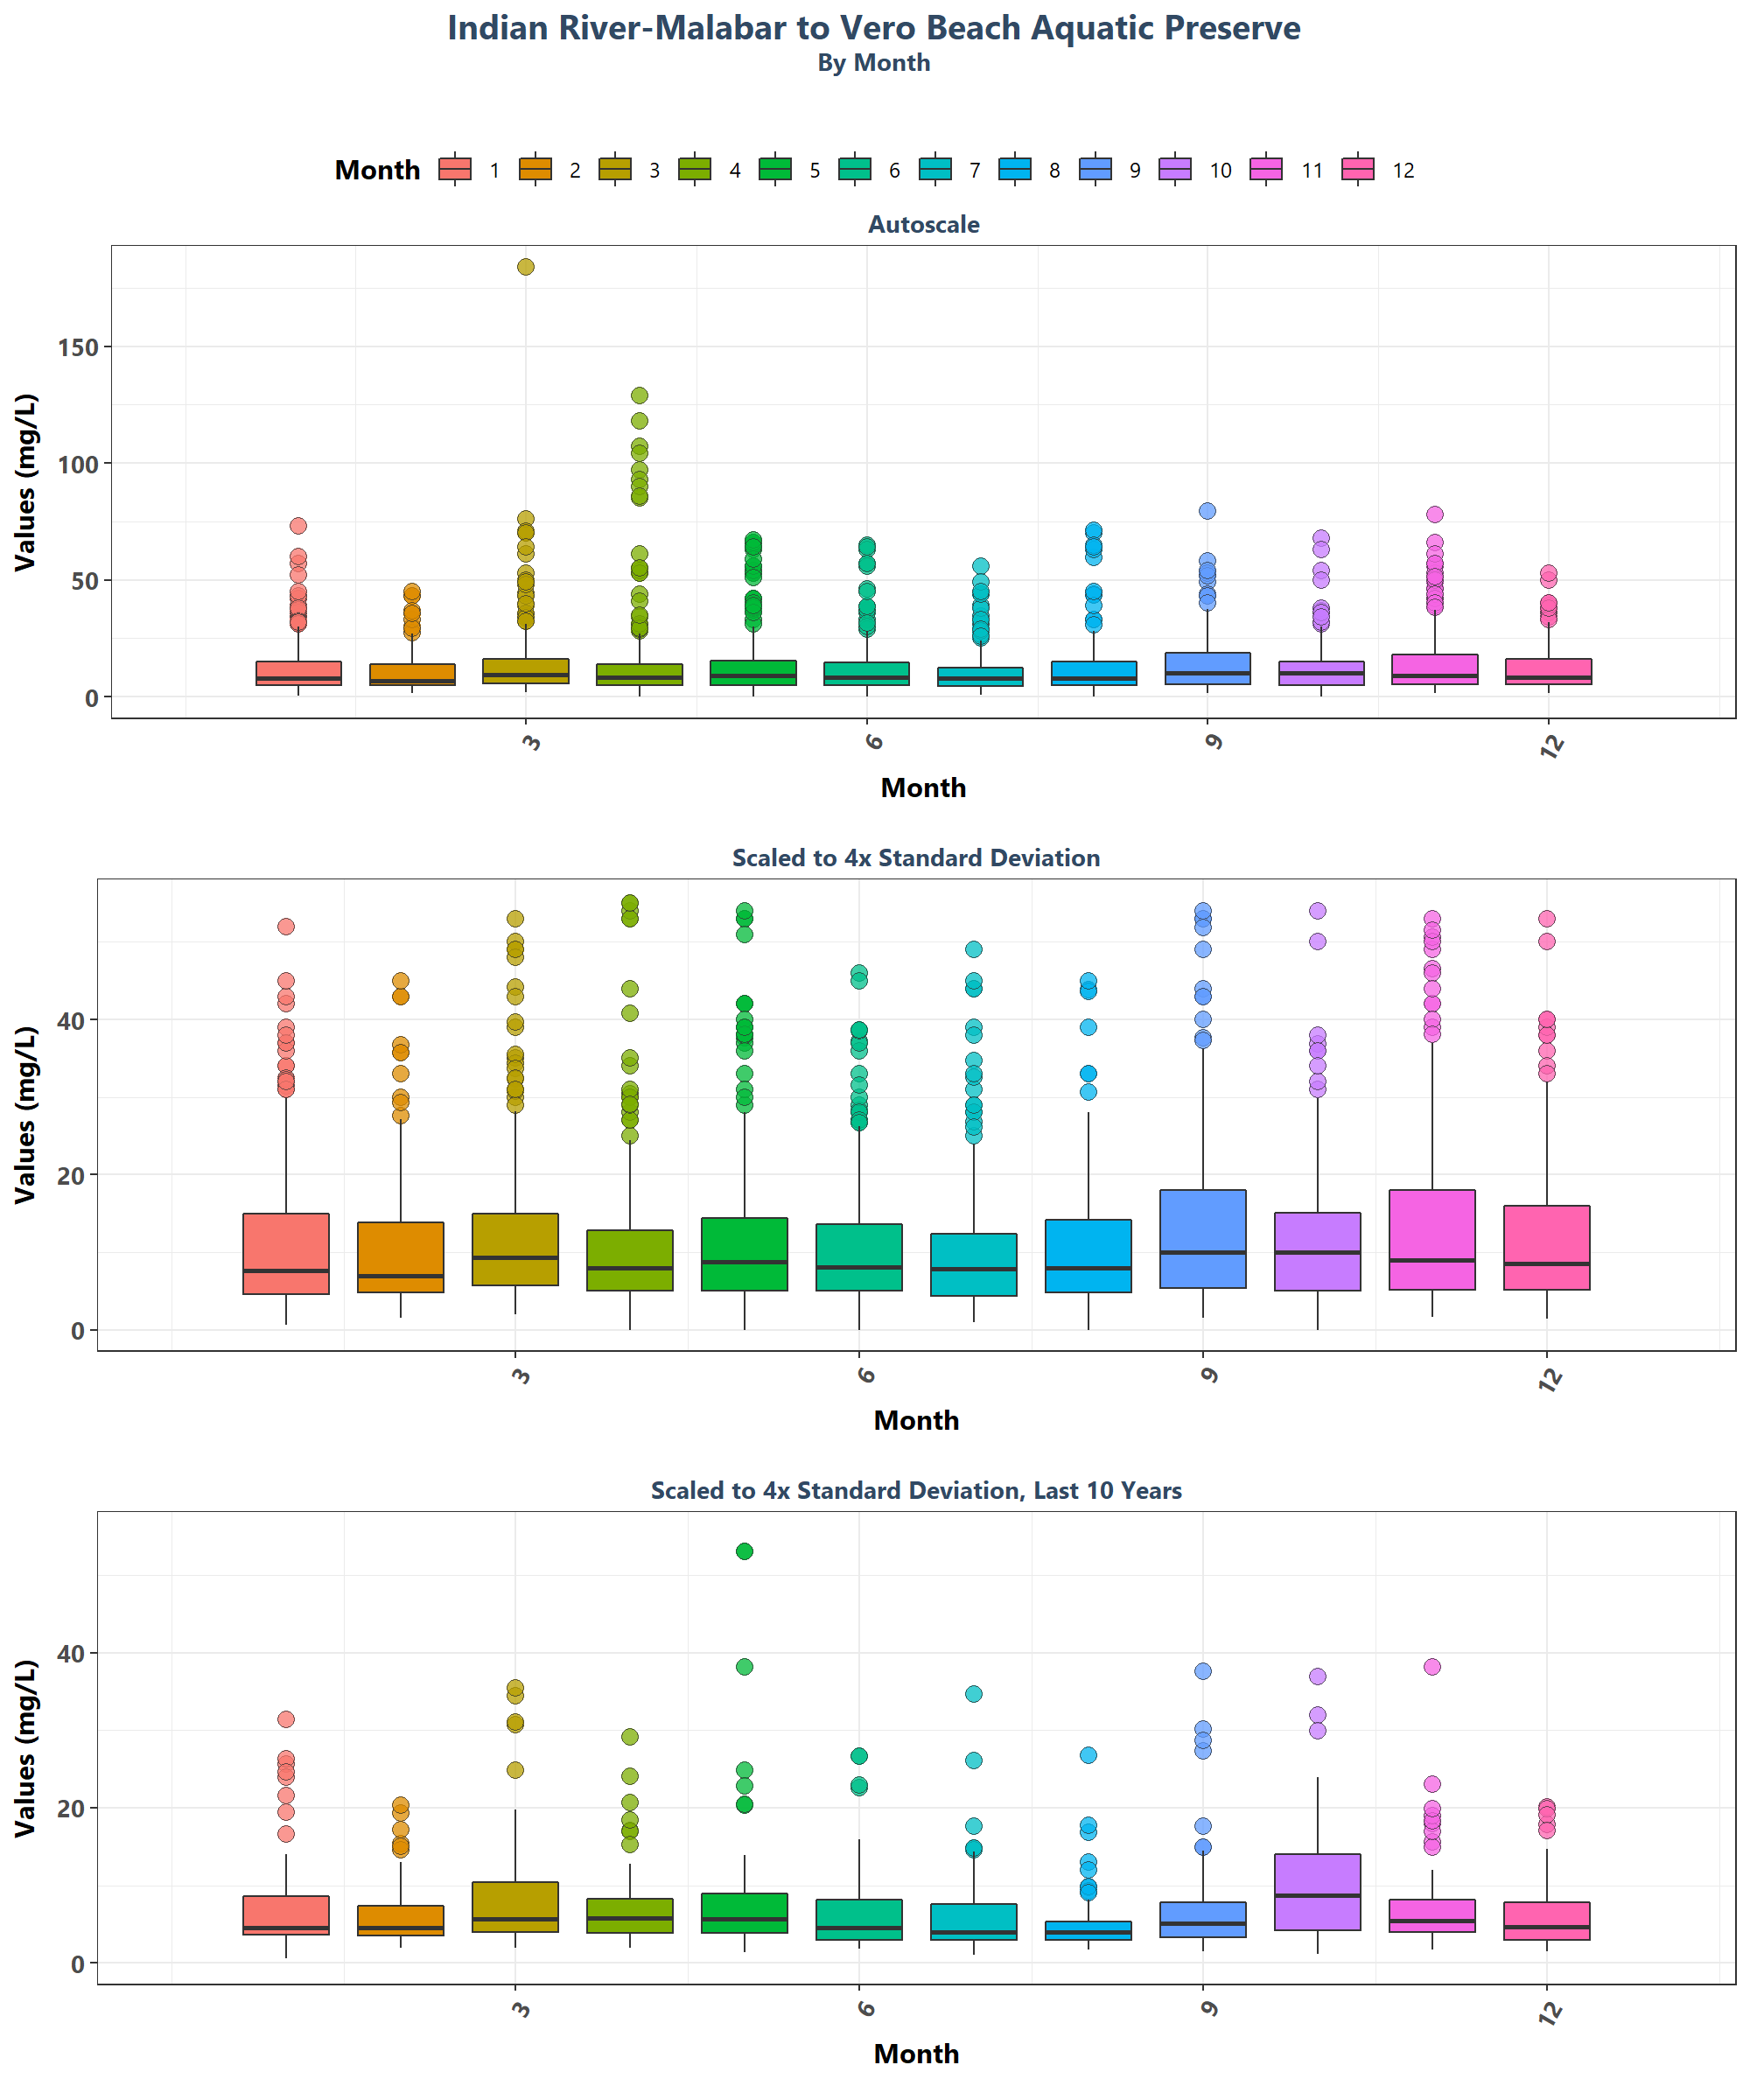 Indian River-Malabar to Vero Beach Aquatic Preserve
By Month
Month 1 2 3 4 5 6 7 8 9 10 11 12
Autoscale
Values (mg/L)
150
100
50
0
3 6 9 12
Month
Scaled to 4x Standard Deviation
Values (mg/L)
40
20
0
3 6 9 12
Month
Scaled to 4x Standard Deviation, Last 10 Years
Values (mg/L)
40
20
0
3 6 9 12
Month